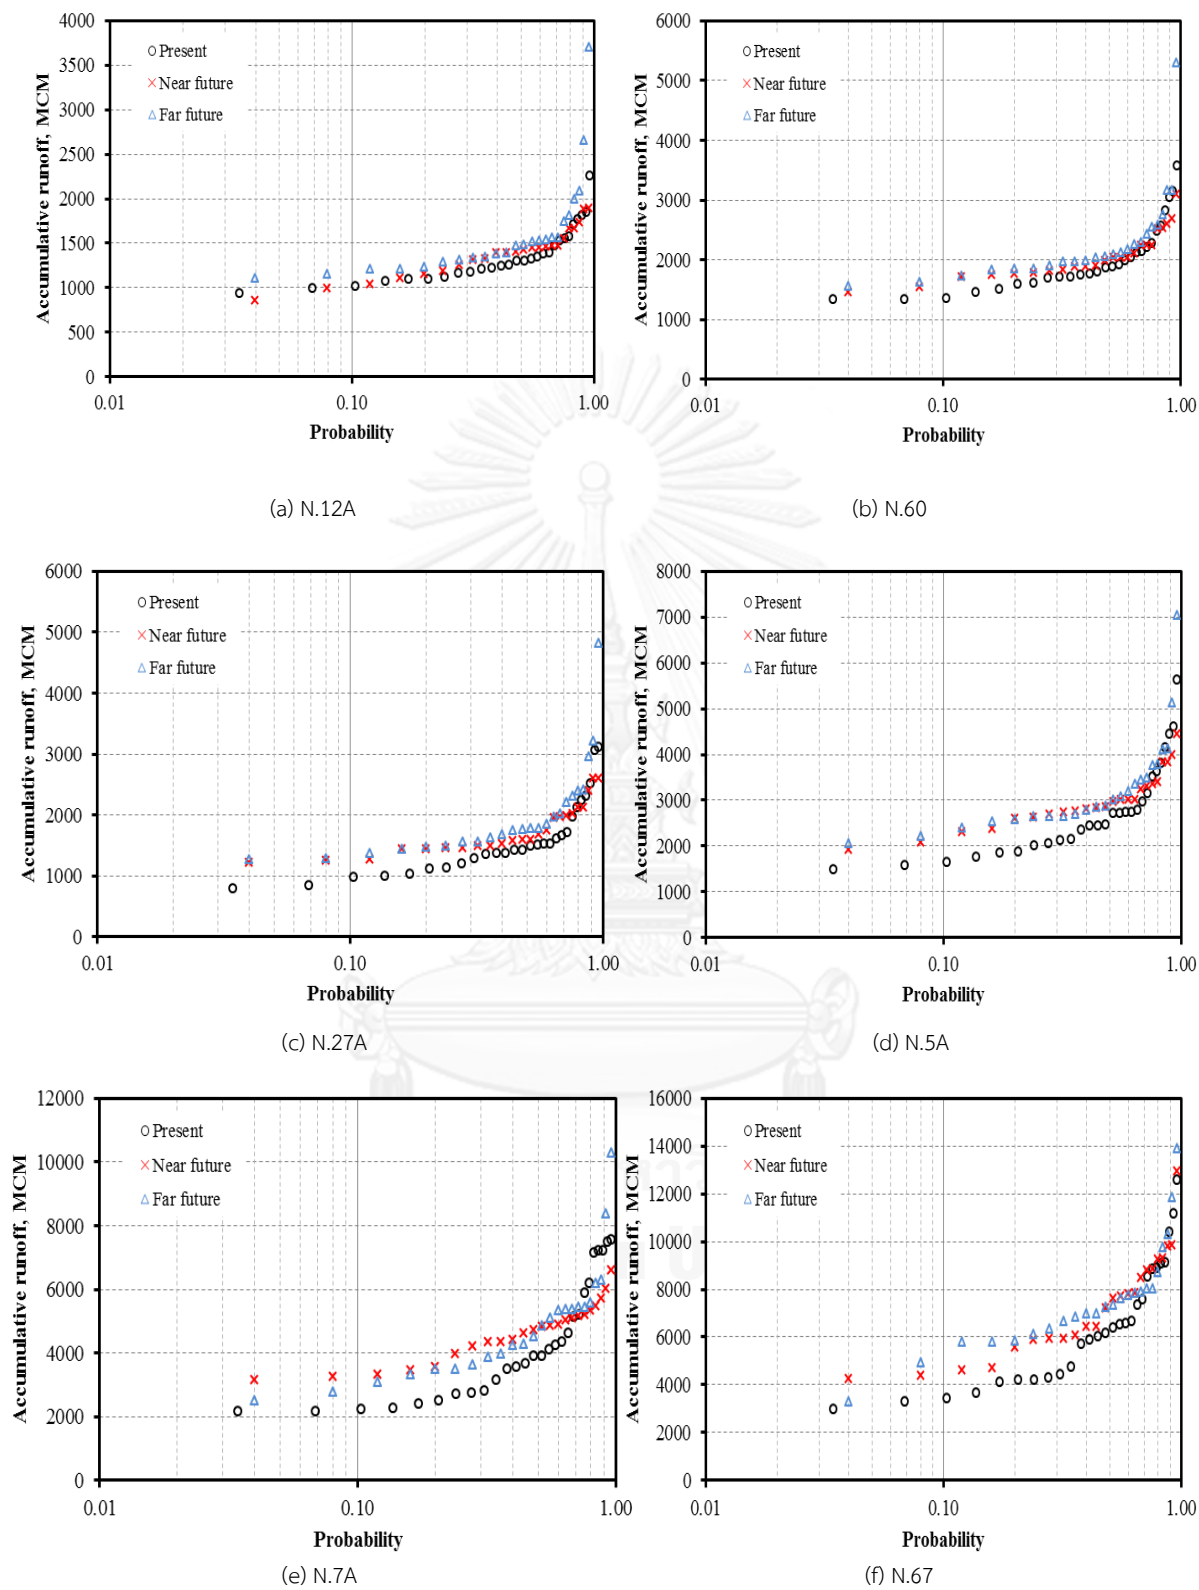 4000
3500
3000
2500
2000
1500
1000
500
0
Accumulative runoff, MCM
Present
Near future
Far future
0.01
0.10
1.00
Probability
(a) N.12A
6000
5000
4000
3000
2000
1000
0
Accumulative runoff, MCM
Present
Near future
Far future
0.01
0.10
1.00
Probability
(b) N.60
6000
5000
4000
3000
2000
1000
0
Accumulative runoff, MCM
Present
Near future
Far future
0.01
0.10
1.00
Probability
(c) N.27A
8000
7000
6000
5000
4000
3000
2000
1000
0
Accumulative runoff, MCM
Present
Near future
Far future
0.01
0.10
1.00
Probability
(d) N.5A
12000
10000
8000
6000
4000
2000
0
Accumulative runoff, MCM
Present
Near future
Far future
0.01
0.10
1.00
Probability
(e) N.7A
16000
14000
12000
10000
8000
6000
4000
2000
0
Accumulative runoff, MCM
Present
Near future
Far future
0.01
0.10
1.00
Probability
(f) N.67